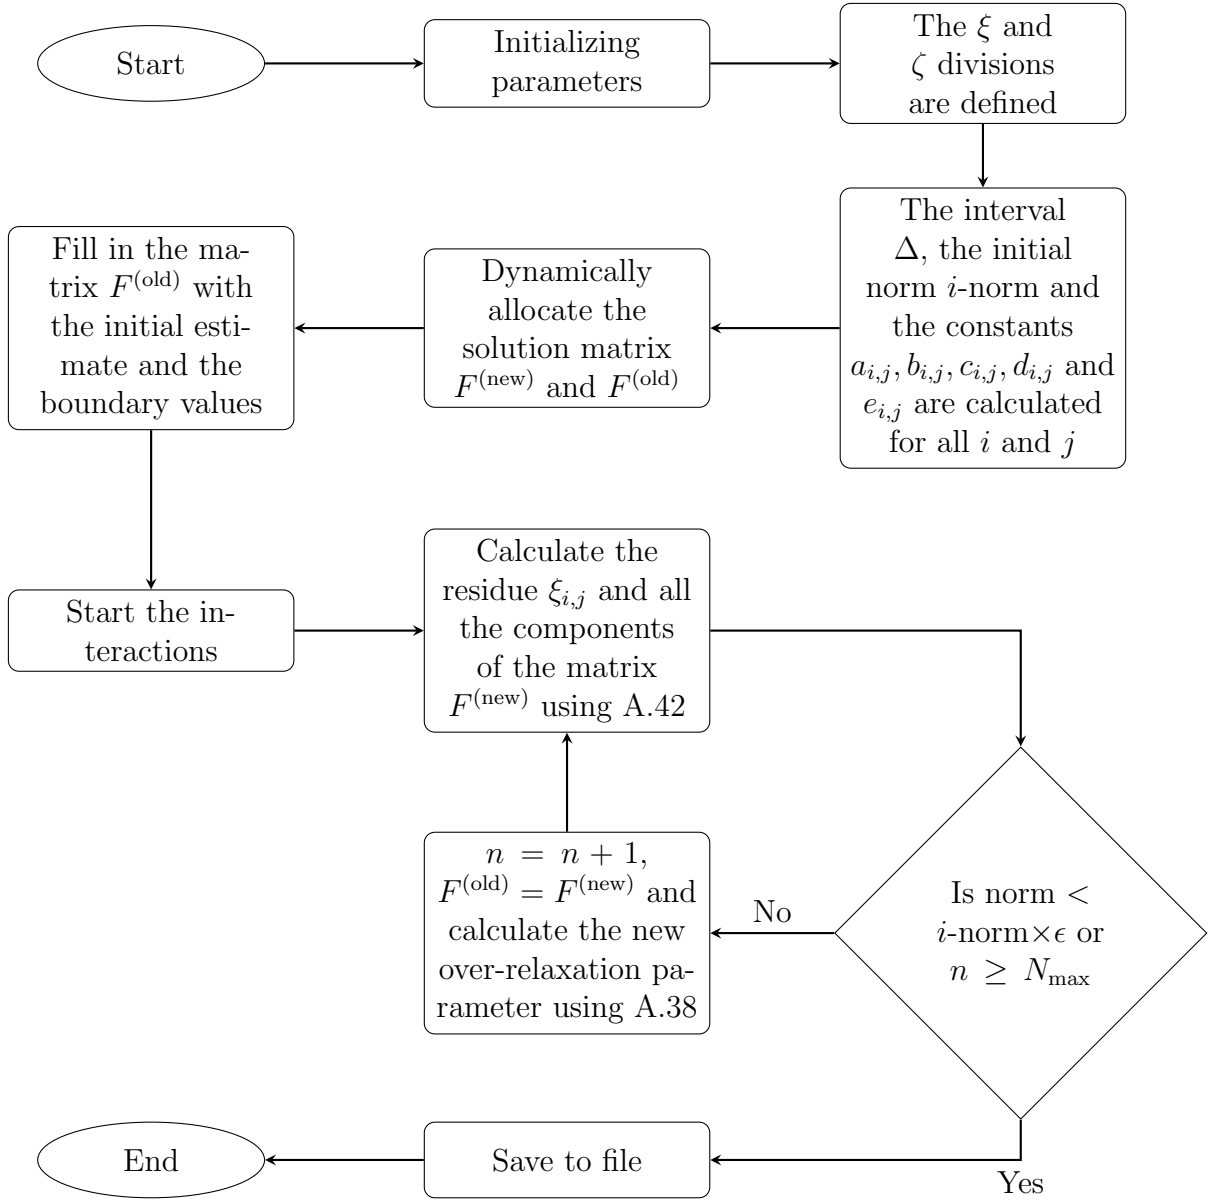 Start
Initializing
parameters
The ξ and
ζ divisions
are defined
The interval
Δ, the initial
norm i-norm and
the constants
a_{i,j}, b_{i,j}, c_{i,j}, d_{i,j} and
e_{i,j} are calculated
for all i and j
Dynamically
allocate the
solution matrix
F^{(new)} and F^{(old)}
Fill in the ma-
trix F^{(old)} with
the initial esti-
mate and the
boundary values
Start the in-
teractions
Calculate the
residue ξ_{i,j} and all
the components
of the matrix
F^{(new)} using A.42
Is norm <
i-norm×ϵ or
n ≥ N_{max}
No
n = n + 1,
F^{(old)} = F^{(new)} and
calculate the new
over-relaxation pa-
rameter using A.38
Yes
Save to file
End